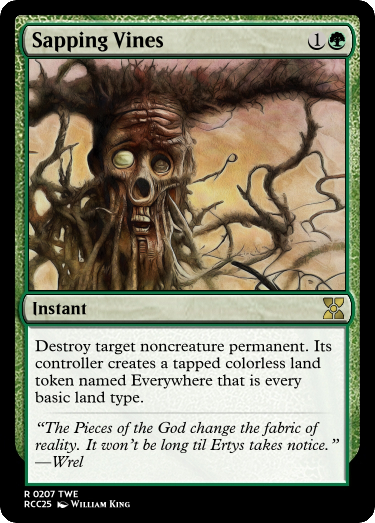 Sapping Vines 1
Instant
Destroy target noncreature permanent. Its
controller creates a tapped colorless land
token named Everywhere that is every
basic land type.
“The Pieces of the God change the fabric of
reality. It won’t be long til Ertys takes notice.”
—Wrel
R 0207 TWE
RCC25 William King